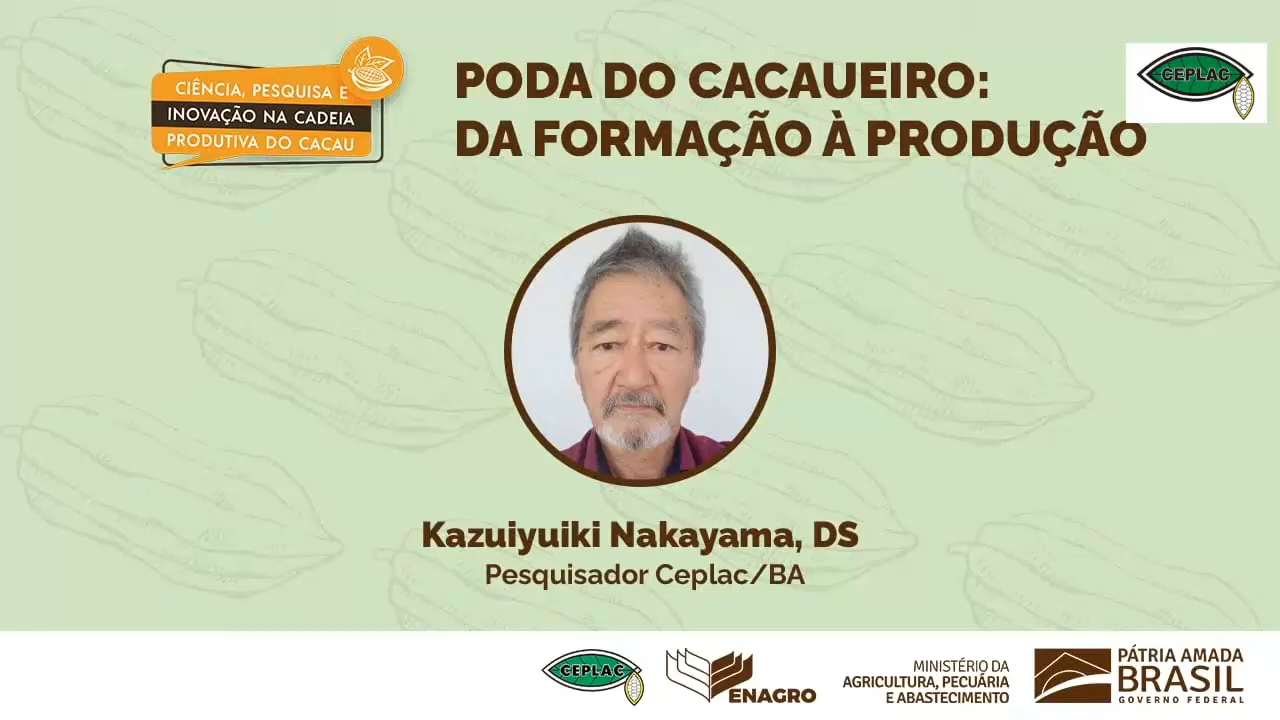 CIÊNCIA, PESQUISA E
INOVAÇÃO NA CADEIA
PRODUTIVA DO CACAU
PODA DO CACAUEIRO:
DA FORMAÇÃO À PRODUÇÃO
CEPLAC
Kazuiyuiki Nakayama, DS
Pesquisador Ceplac/BA
CEPLAC
ENAGRO
MINISTÉRIO DA
AGRICULTURA, PECUÁRIA
E ABASTECIMENTO
PÁTRIA AMADA
BRASIL
GOVERNO FEDERAL